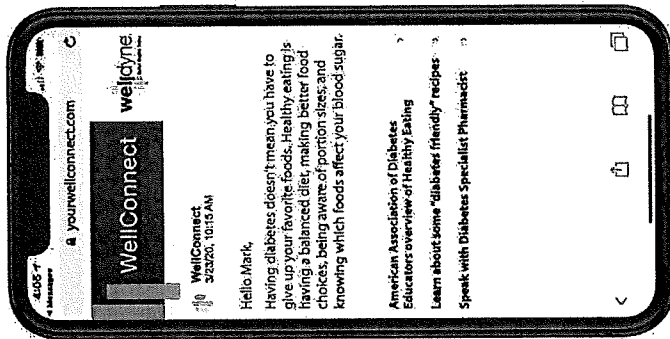 4:05
Messages
yourwellconnect.com
WellConnect
welldyne.
WellConnect
3/23/20, 10:15 AM
Hello Mark,
Having diabetes doesn't mean you have to
give up your favorite foods. Healthy eating is
having a balanced diet, making better food
choices, being aware of portion sizes, and
knowing which foods affect your blood sugar.
American Association of Diabetes
Educators overview of Healthy Eating
Learn about some "diabetes friendly" recipes
Speak with Diabetes Specialist Pharmacist